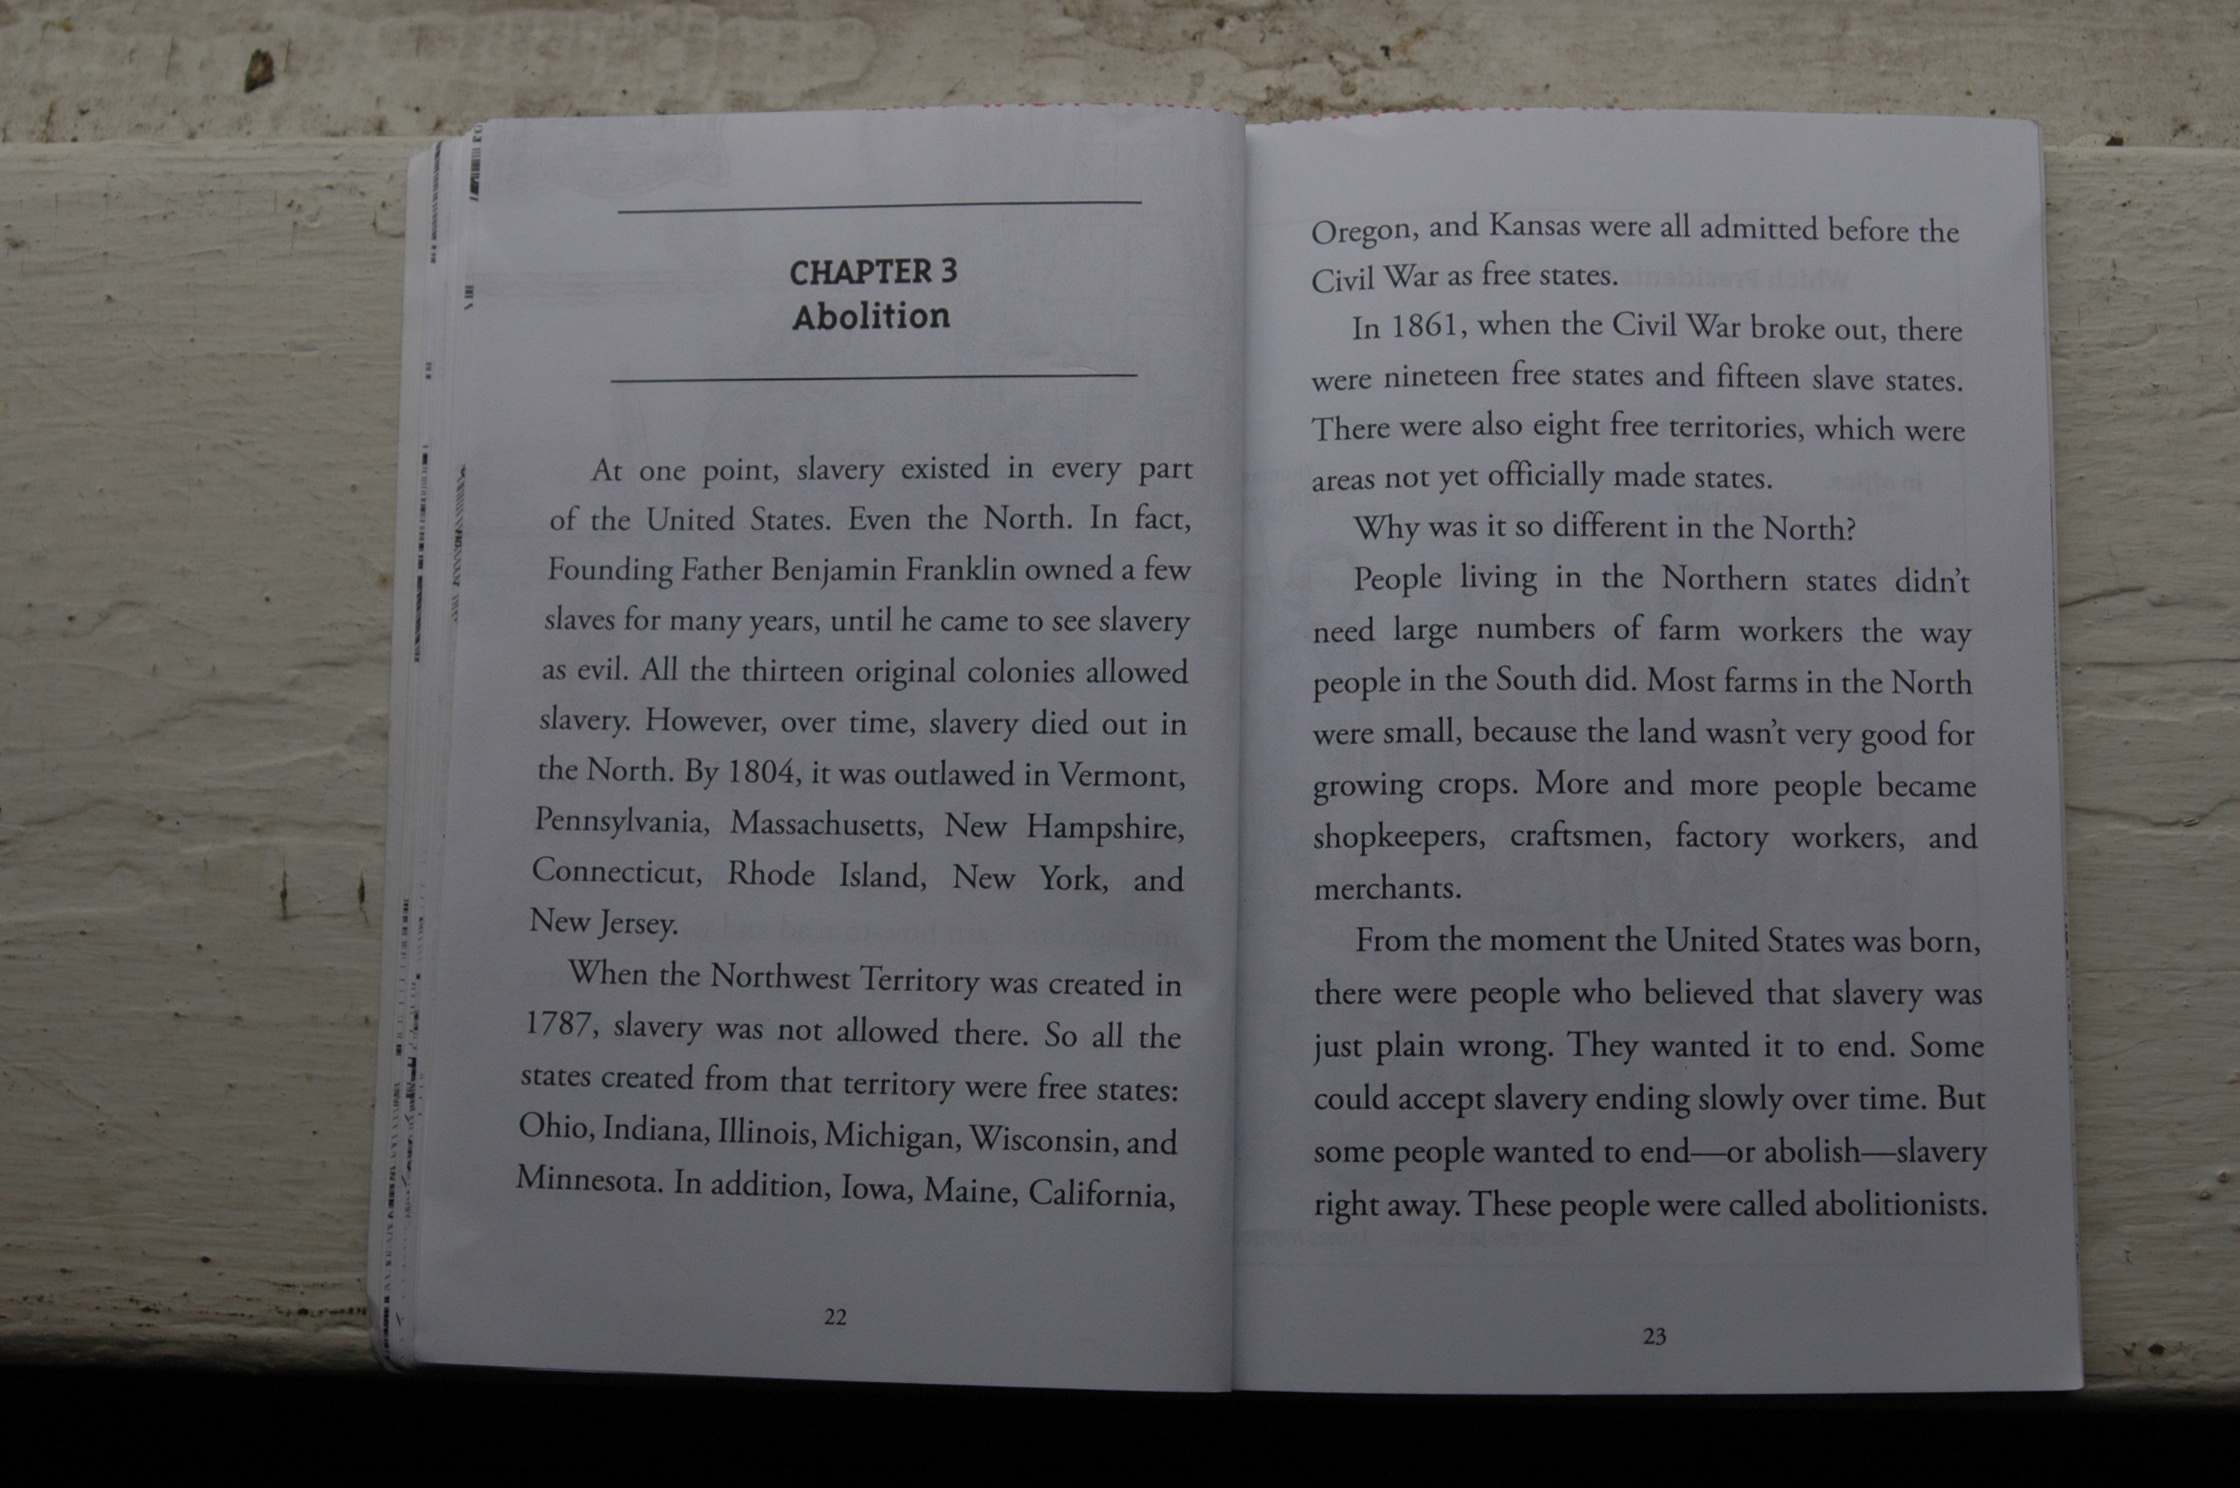 CHAPTER 3
Abolition
At one point, slavery existed in every part
of the United States. Even the North. In fact,
Founding Father Benjamin Franklin owned a few
slaves for many years, until he came to see slavery
as evil. All the thirteen original colonies allowed
slavery. However, over time, slavery died out in
the North. By 1804, it was outlawed in Vermont,
Pennsylvania, Massachusetts, New Hampshire,
Connecticut, Rhode Island, New York, and
New Jersey.
When the Northwest Territory was created in
1787, slavery was not allowed there. So all the
states created from that territory were free states:
Ohio, Indiana, Illinois, Michigan, Wisconsin, and
Minnesota. In addition, Iowa, Maine, California,
22
Oregon, and Kansas were all admitted before the
Civil War as free states.
In 1861, when the Civil War broke out, there
were nineteen free states and fifteen slave states.
There were also eight free territories, which were
areas not yet officially made states.
Why was it so different in the North?
People living in the Northern states didn't
need large numbers of farm workers the way
people in the South did. Most farms in the North
were small, because the land wasn't very good for
growing crops. More and more people became
shopkeepers, craftsmen, factory workers, and
merchants.
From the moment the United States was born,
there were people who believed that slavery was
just plain wrong. They wanted it to end. Some
could accept slavery ending slowly over time. But
some people wanted to end—or abolish—slavery
right away. These people were called abolitionists.
23